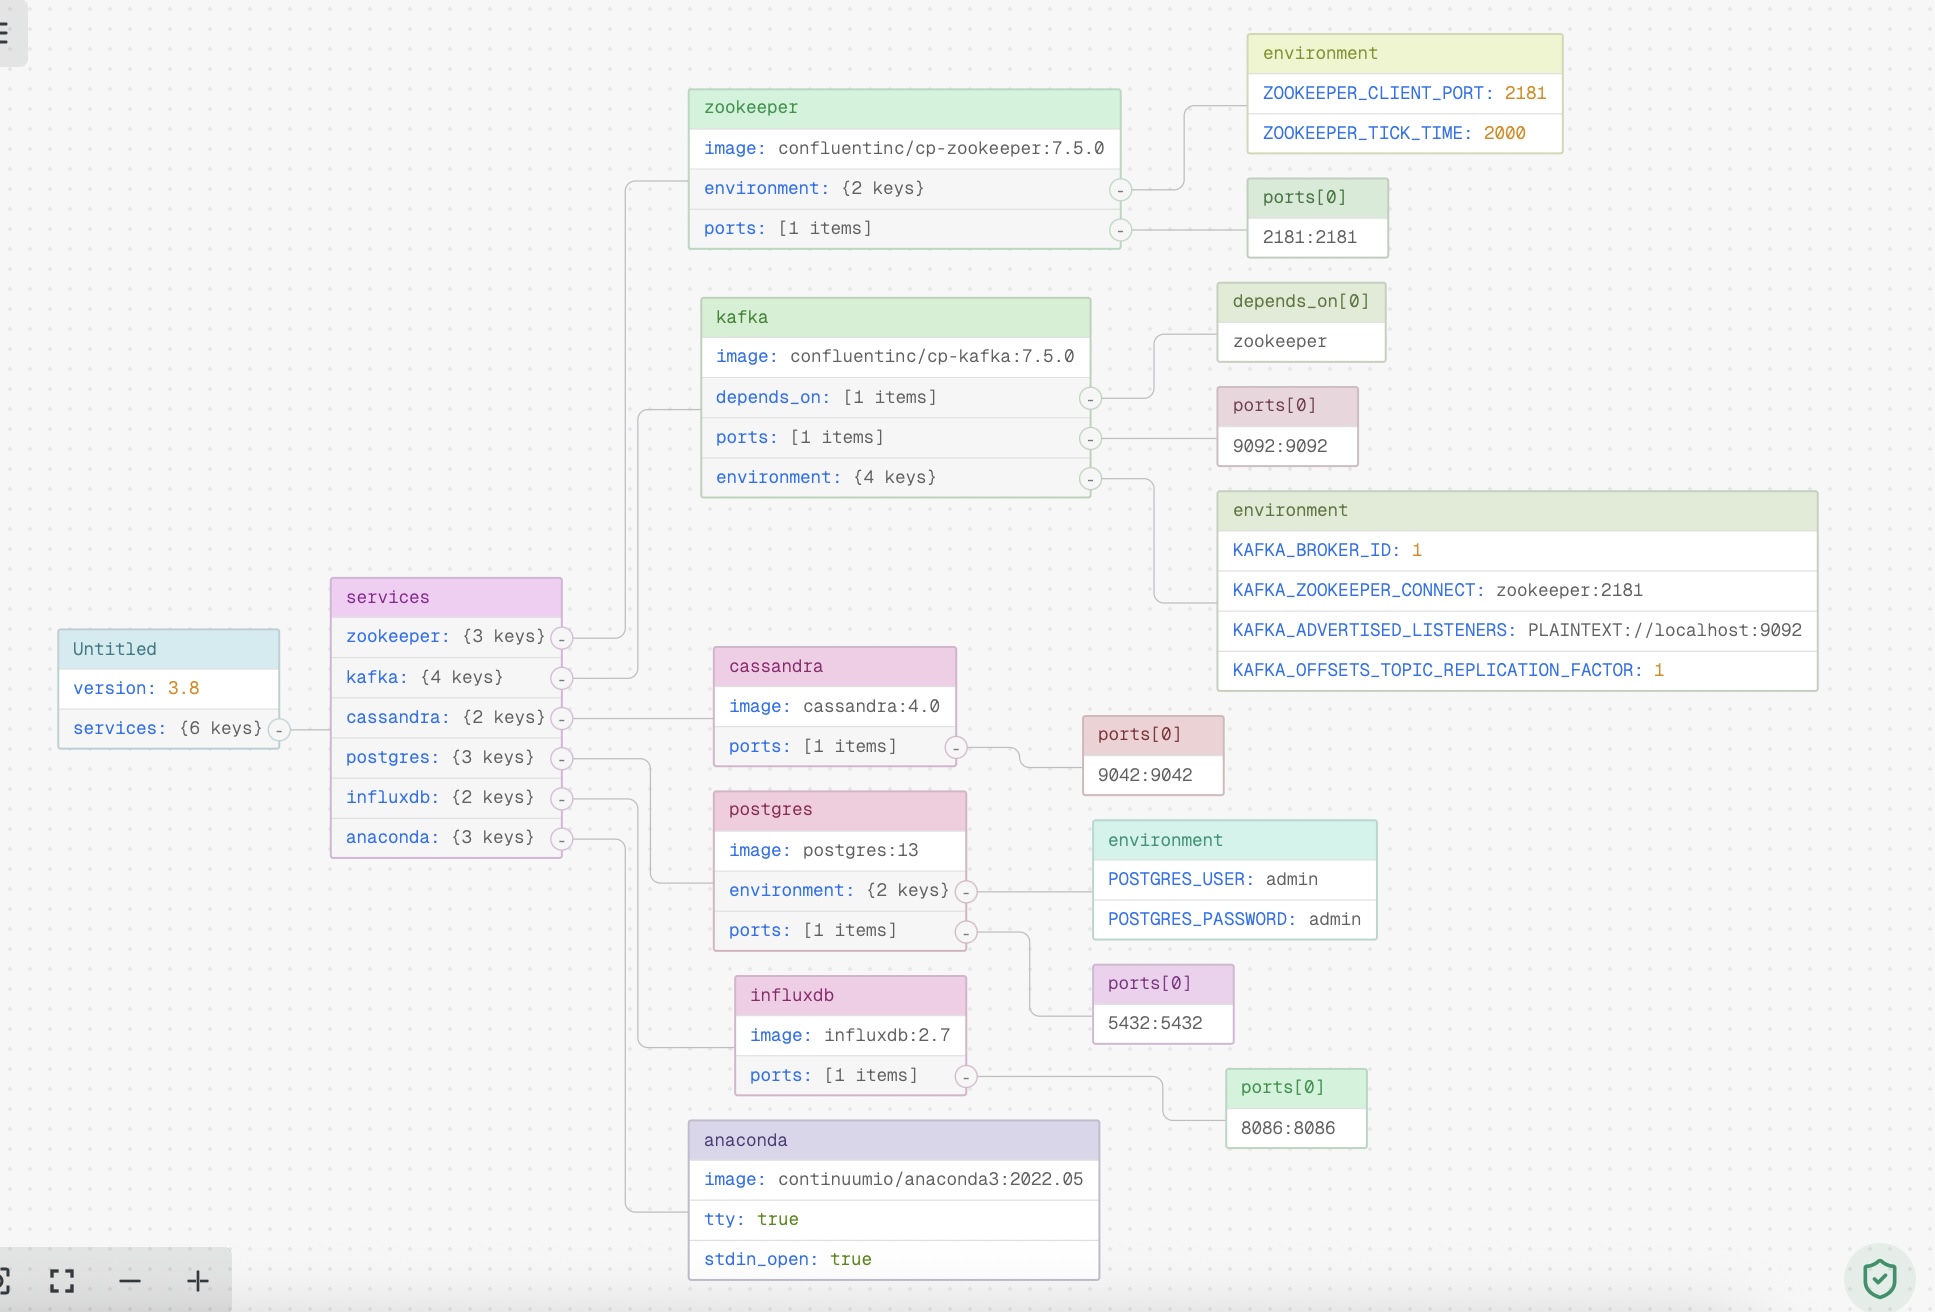 Untitled
version: 3.8
services: {6 keys}
-
services
zookeeper: {3 keys}
-
kafka: {4 keys}
-
cassandra: {2 keys}
-
postgres: {3 keys}
-
influxdb: {2 keys}
-
anaconda: {3 keys}
-
zookeeper
image: confluentinc/cp-zookeeper:7.5.0
environment: {2 keys}
-
ports: [1 items]
-
environment
ZOOKEEPER_CLIENT_PORT: 2181
ZOOKEEPER_TICK_TIME: 2000
ports[0]
2181:2181
kafka
image: confluentinc/cp-kafka:7.5.0
depends_on: [1 items]
-
ports: [1 items]
-
environment: {4 keys}
-
depends_on[0]
zookeeper
ports[0]
9092:9092
environment
KAFKA_BROKER_ID: 1
KAFKA_ZOOKEEPER_CONNECT: zookeeper:2181
KAFKA_ADVERTISED_LISTENERS: PLAINTEXT://localhost:9092
KAFKA_OFFSETS_TOPIC_REPLICATION_FACTOR: 1
cassandra
image: cassandra:4.0
ports: [1 items]
-
ports[0]
9042:9042
postgres
image: postgres:13
environment: {2 keys}
-
ports: [1 items]
-
environment
POSTGRES_USER: admin
POSTGRES_PASSWORD: admin
ports[0]
5432:5432
influxdb
image: influxdb:2.7
ports: [1 items]
-
ports[0]
8086:8086
anaconda
image: continuumio/anaconda3:2022.05
tty: true
stdin_open: true